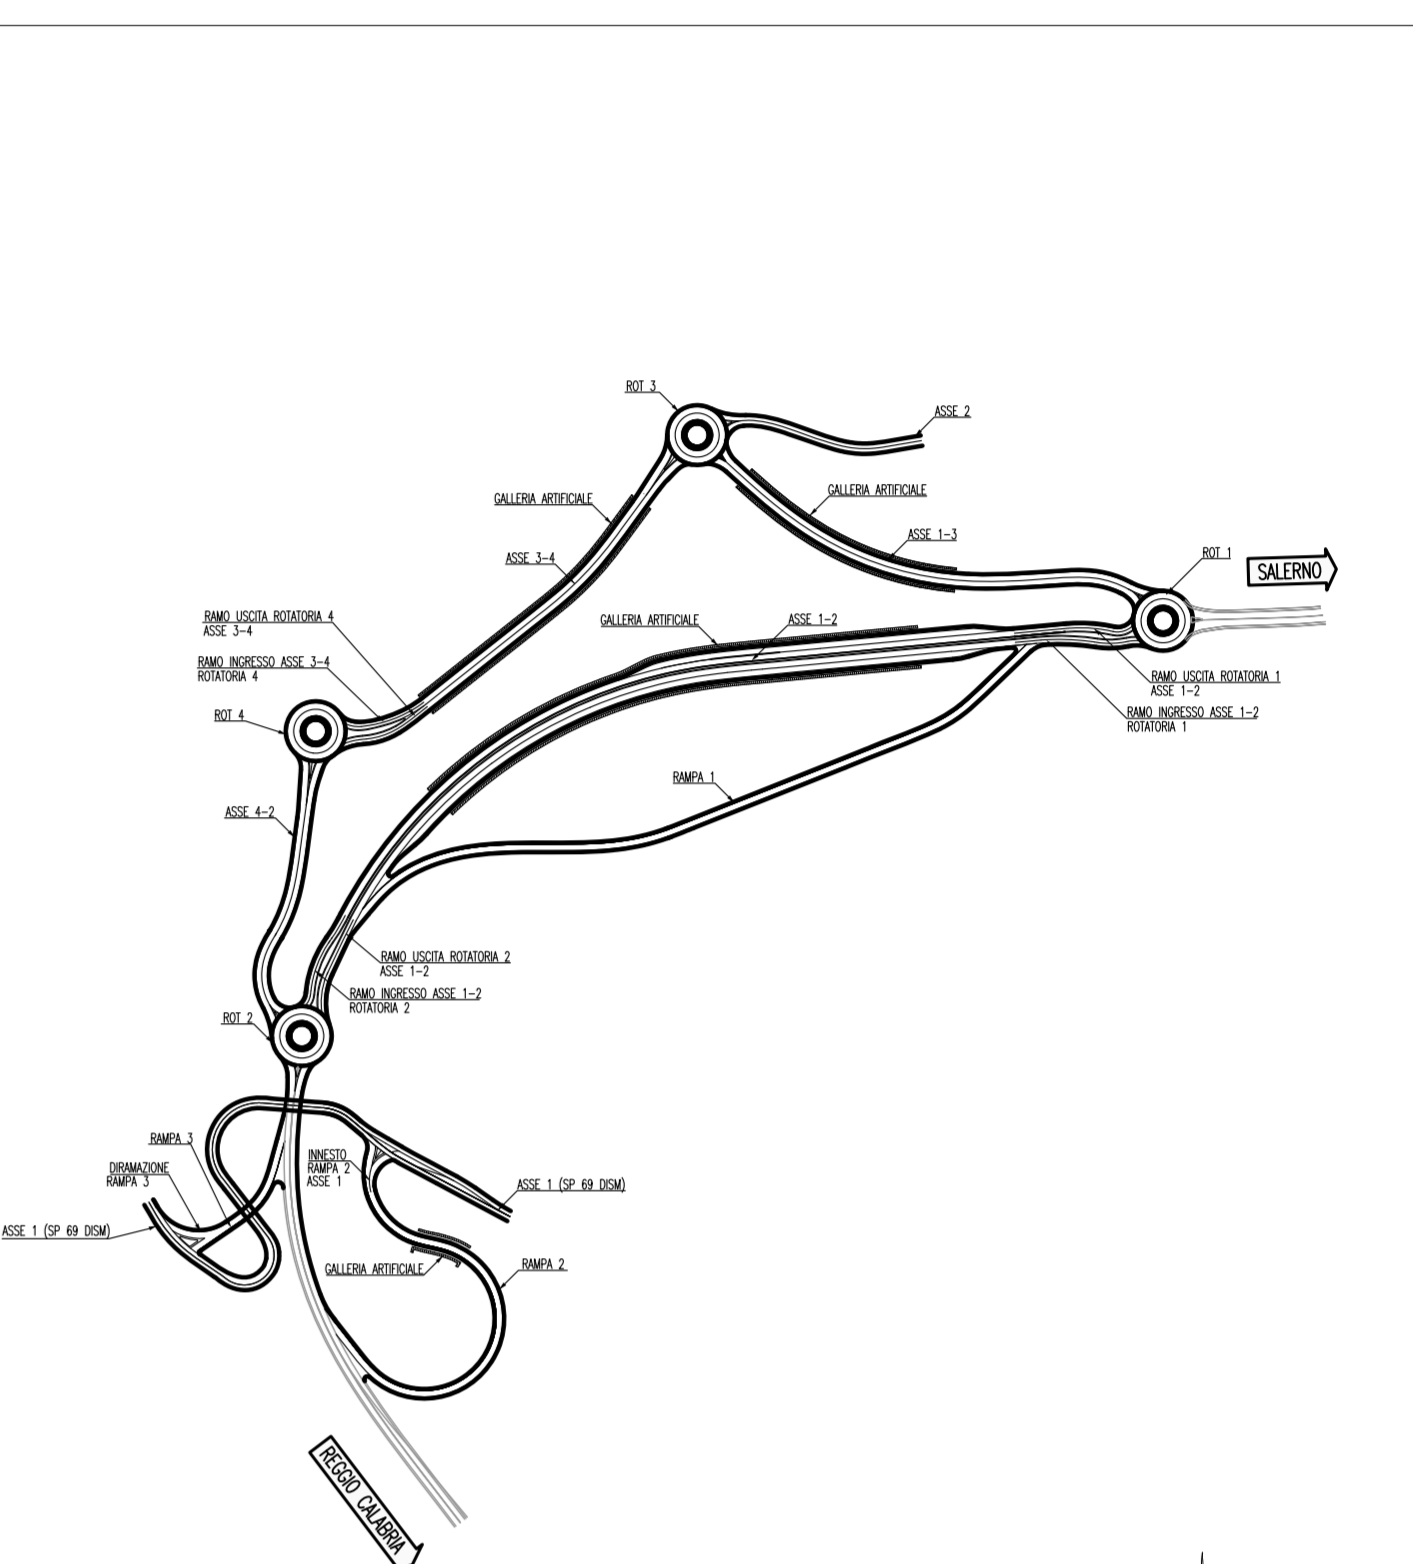 ROT 3
ASSE 2
GALLERIA ARTIFICIALE
GALLERIA ARTIFICIALE
ASSE 1-3
ASSE 3-4
ROT 1
SALERNO
RAMO USCITA ROTATORIA 4
ASSE 3-4
GALLERIA ARTIFICIALE
ASSE 1-2
RAMO INGRESSO ASSE 3-4
ROTATORIA 4
RAMO USCITA ROTATORIA 1
ASSE 1-2
ROT 4
RAMO INGRESSO ASSE 1-2
ROTATORIA 1
RAMPA 1
ASSE 4-2
RAMO USCITA ROTATORIA 2
ASSE 1-2
RAMO INGRESSO ASSE 1-2
ROTATORIA 2
ROT 2
RAMPA 3
INNESTO
RAMPA 2
ASSE 1
DIRAMAZIONE
RAMPA 3
ASSE 1 (SP 69 DISM)
ASSE 1 (SP 69 DISM)
GALLERIA ARTIFICIALE
RAMPA 2
REGGIO CALABRIA